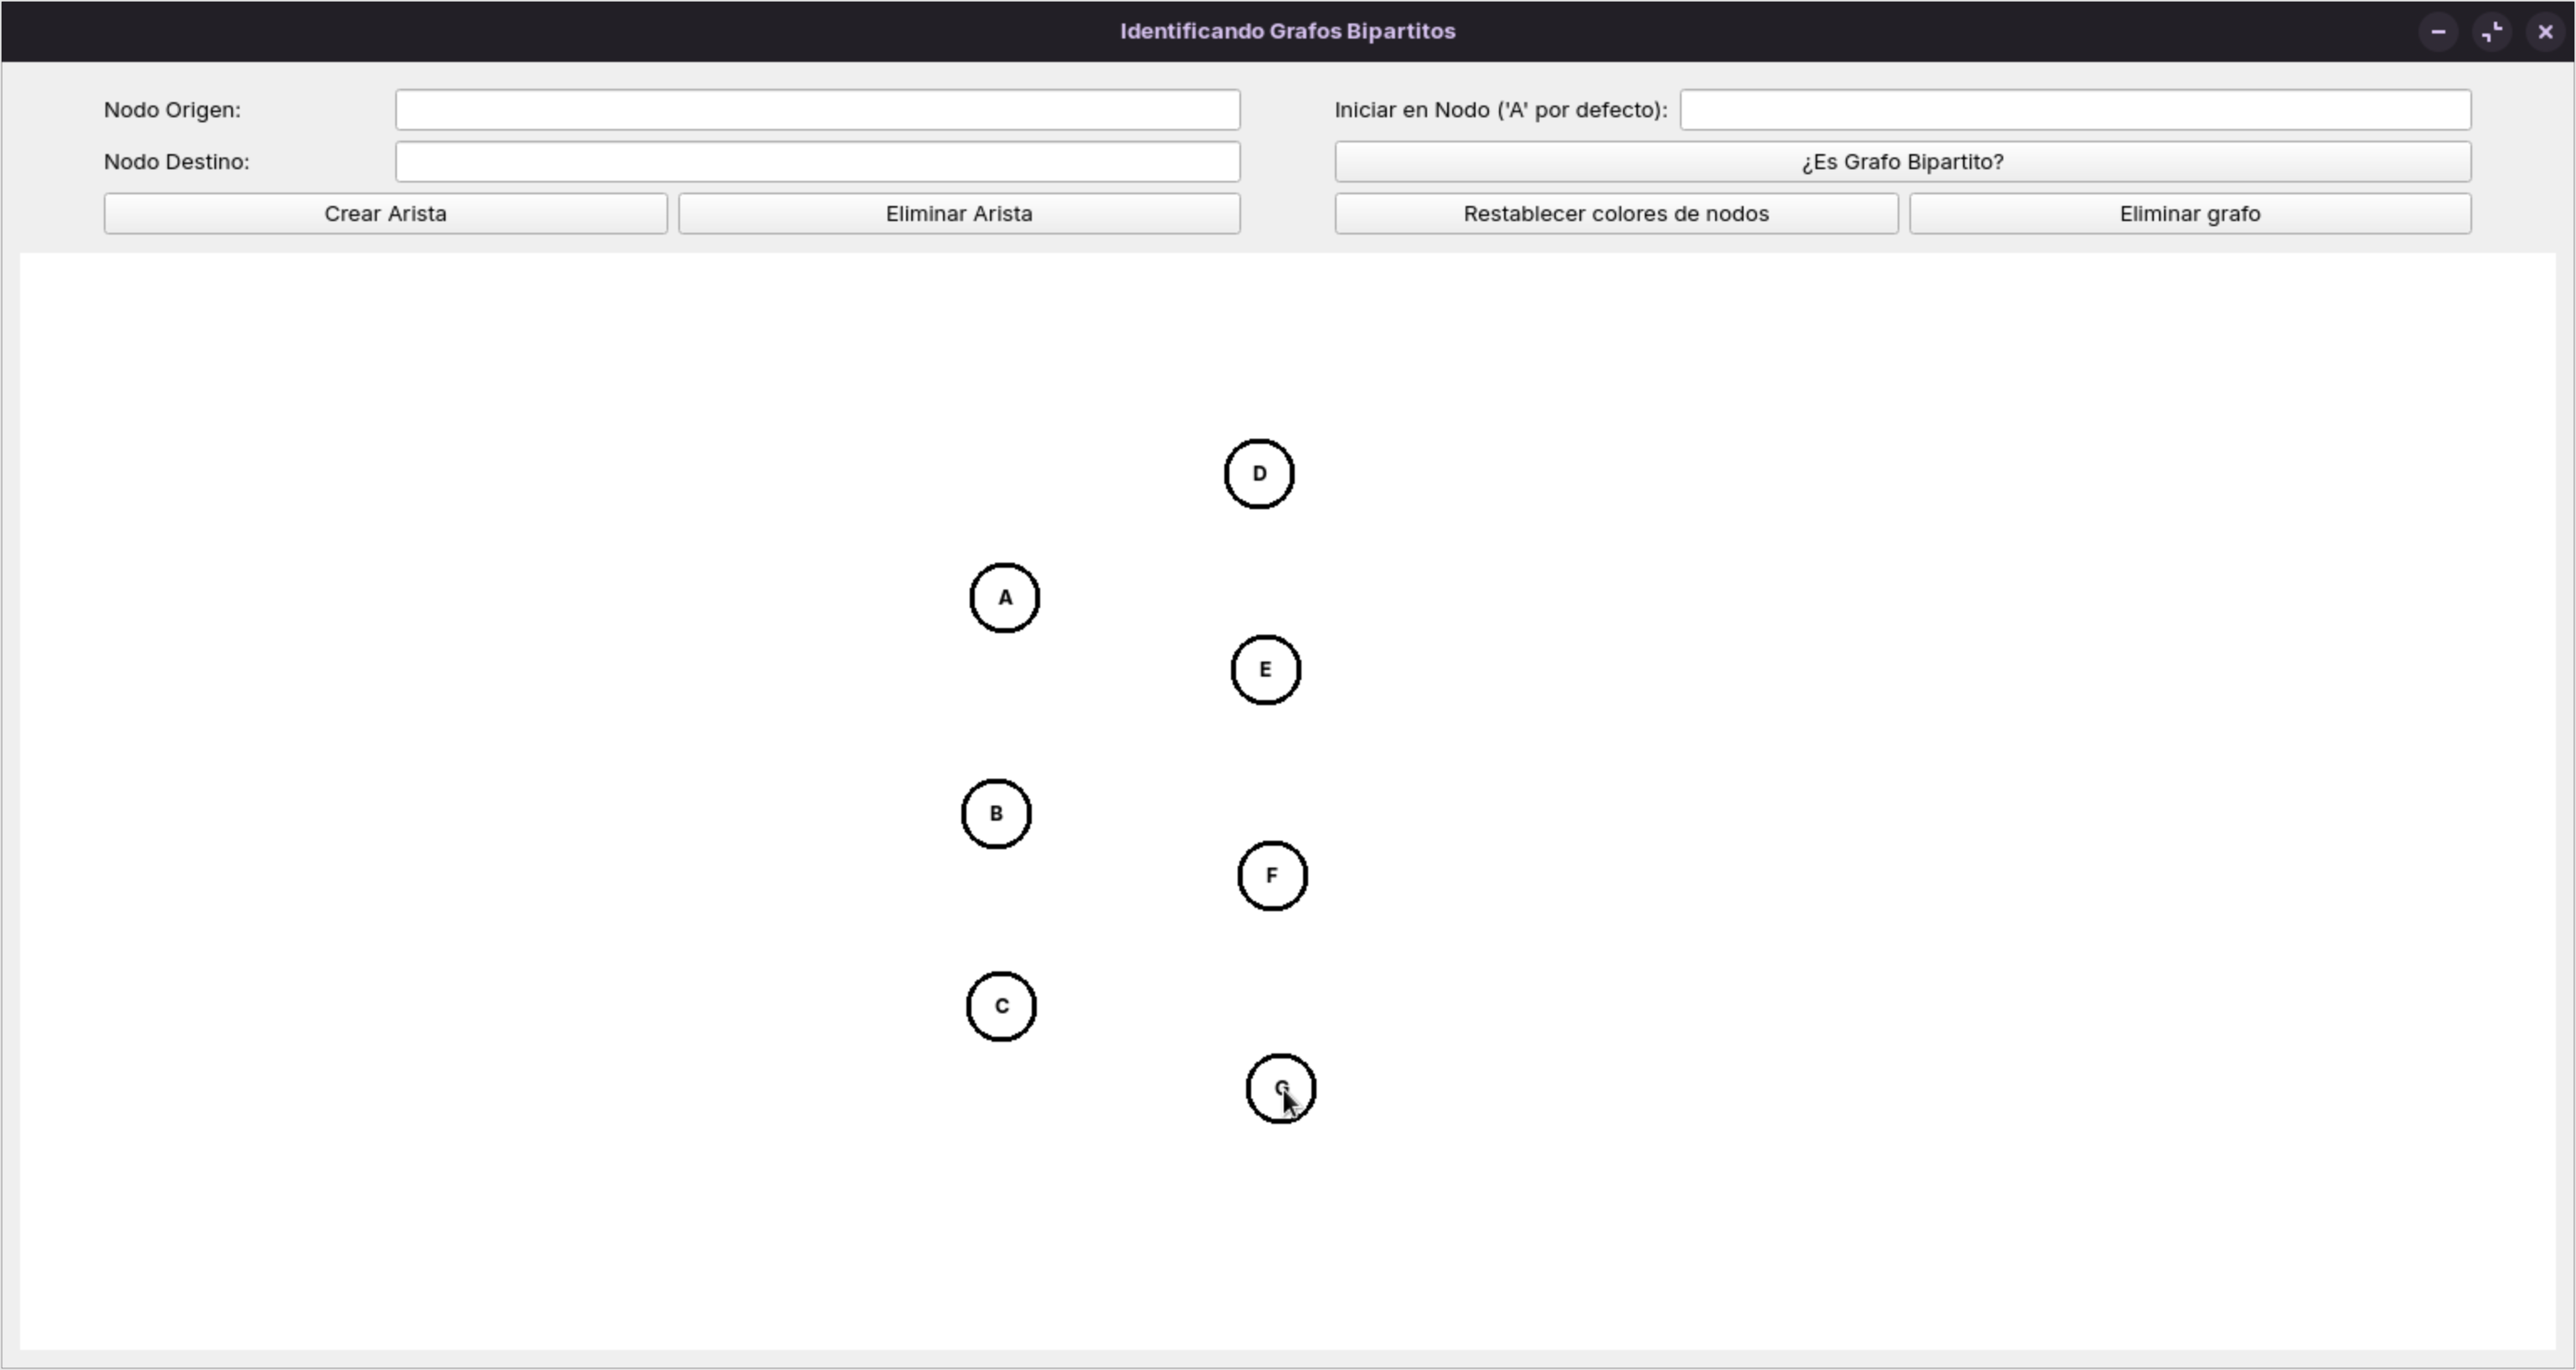 Identificando Grafos Bipartitos
Nodo Origen:
Iniciar en Nodo ('A' por defecto):
Nodo Destino:
¿Es Grafo Bipartito?
Crear Arista
Eliminar Arista
Restablecer colores de nodos
Eliminar grafo
D
A
E
B
F
C
G